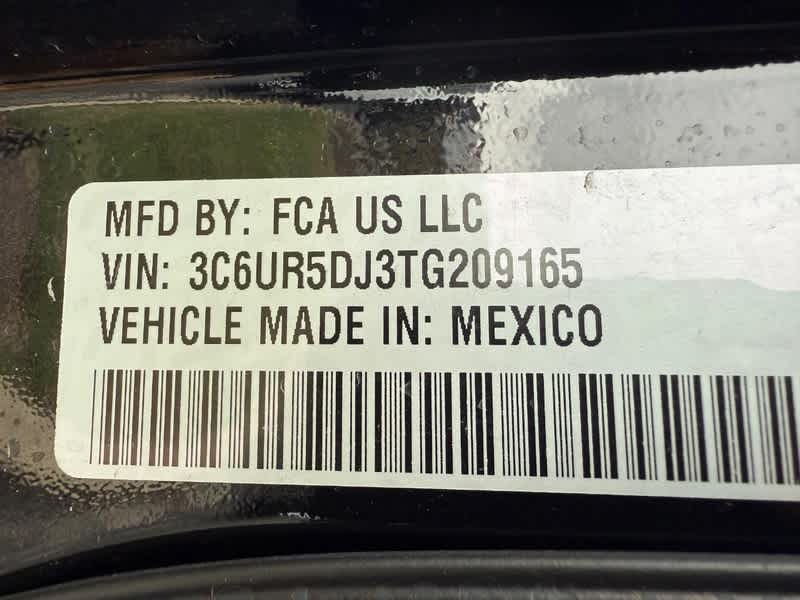 MFD BY: FCA US LLC
VIN: 3C6UR5DJ3TG209165
VEHICLE MADE IN: MEXICO